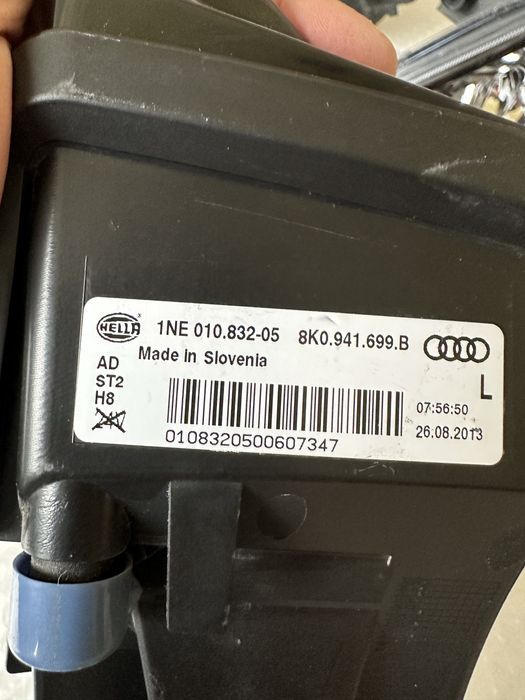 HELLA 1NE 010.832-05 8K0.941.699.B
Made in Slovenia
AD
ST2
H8
L
07:56:50
26.08.2013
0108320500607347